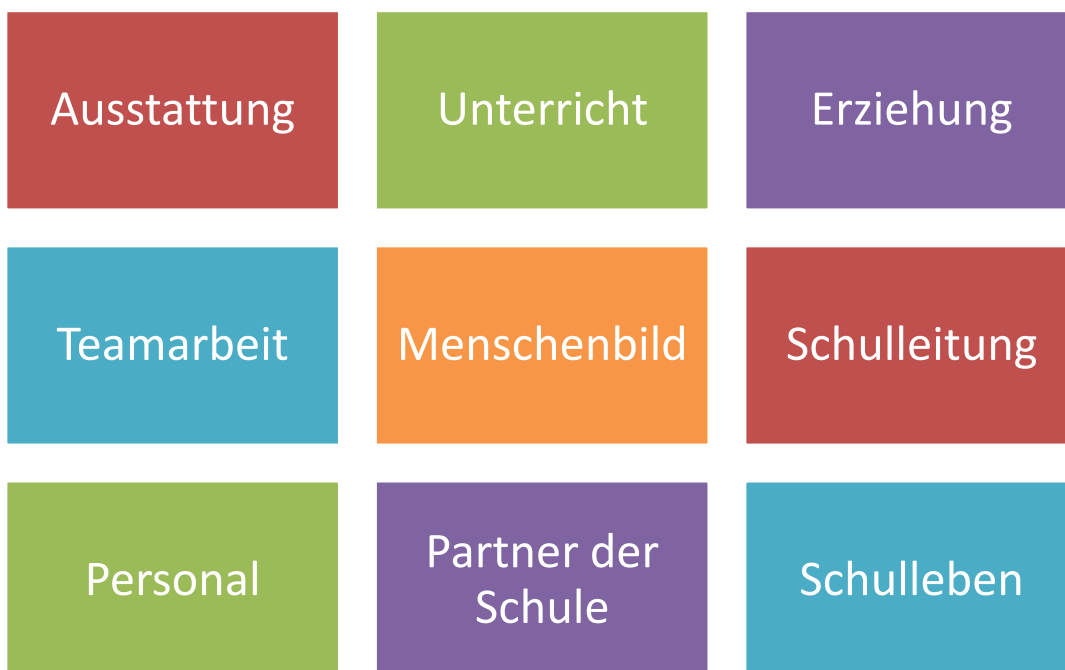 Ausstattung
Unterricht
Erziehung
Teamarbeit
Menschenbild
Schulleitung
Personal
Partner der
Schule
Schulleben